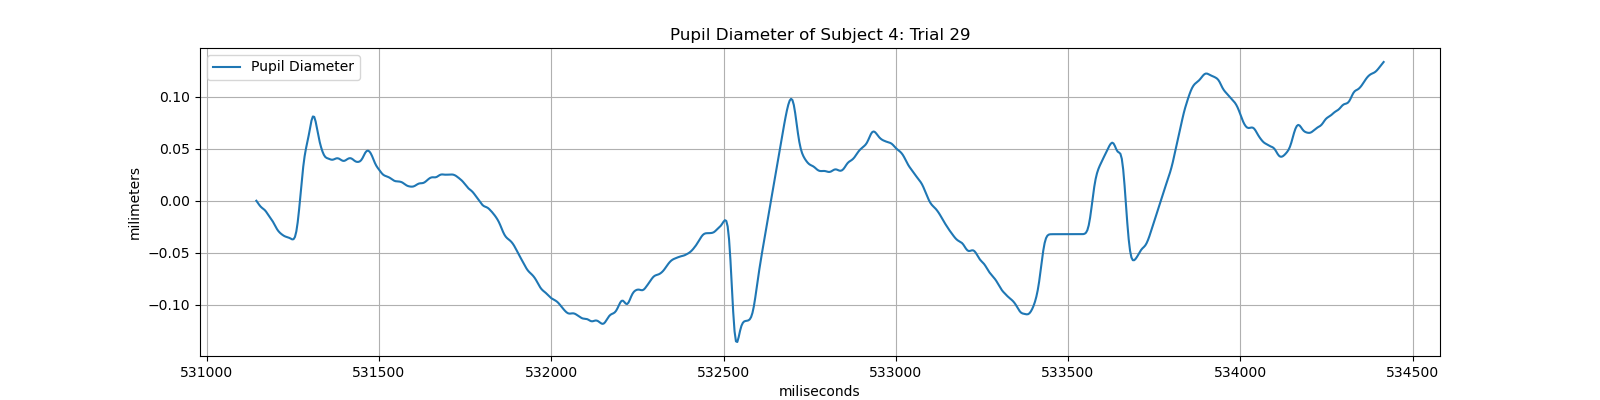 Pupil Diameter of Subject 4: Trial 29
Pupil Diameter
0.10
0.05
0.00
−0.05
−0.10
milimeters
531000 531500 532000 532500 533000 533500 534000 534500
miliseconds